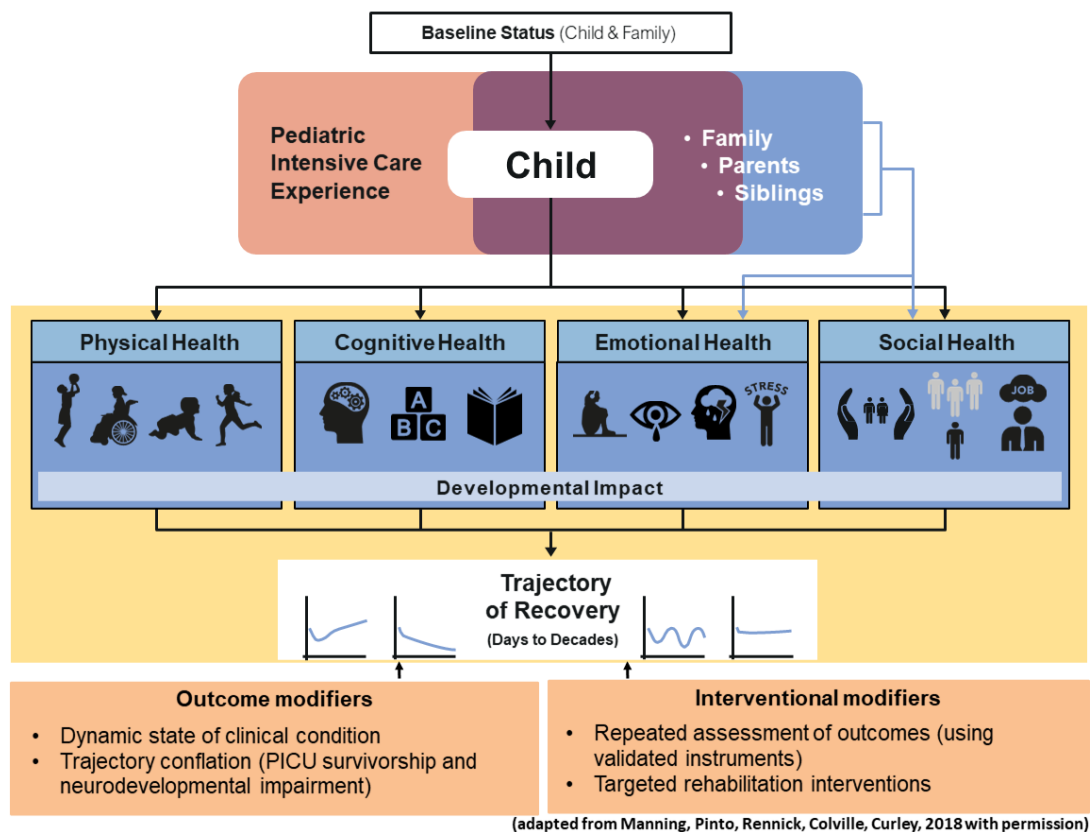 Baseline Status (Child & Family)
Pediatric
Intensive Care
Experience
Child
• Family
• Parents
• Siblings
Physical Health
Cognitive Health
Emotional Health
Social Health
A
B C
STRESS
JOB
Developmental Impact
Trajectory
of Recovery
(Days to Decades)
Outcome modifiers
• Dynamic state of clinical condition
• Trajectory conflation (PICU survivorship and
neurodevelopmental impairment)
Interventional modifiers
• Repeated assessment of outcomes (using
validated instruments)
• Targeted rehabilitation interventions
(adapted from Manning, Pinto, Rennick, Colville, Curley, 2018 with permission)